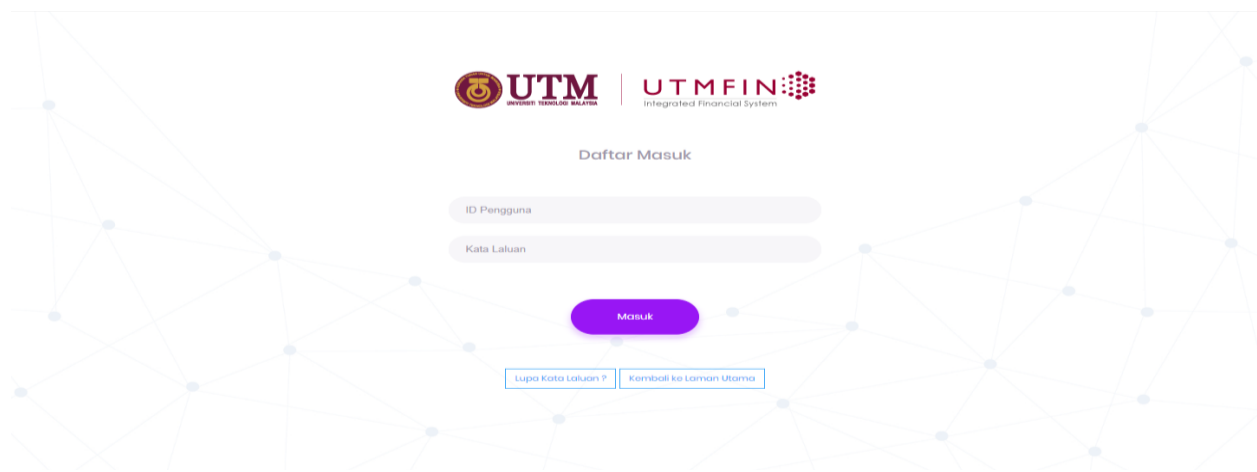 UTM
UNIVERSITI TEKNOLOGI MALAYSIA
UTMFIN
Integrated Financial System
Daftar Masuk
ID Pengguna
Kata Laluan
Masuk
Lupa Kata Laluan ?
Kembali ke Laman Utama